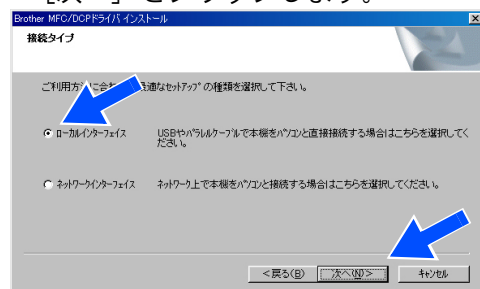 [次へ] をクリックします。
Brother MFC/DCPドライバ インストール
接続タイプ
ご利用方法に合 適なセットアップの種類を選択して下さい。
ローカルインターフェイス USBやパラレルケーブルで本機をパソコンと直接接続する場合はこちらを選択してく
ださい。
ネットワークインターフェイス ネットワーク上で本機をパソコンと接続する場合はこちらを選択してください。
<戻る(B) 次へ(N)> キャンセル